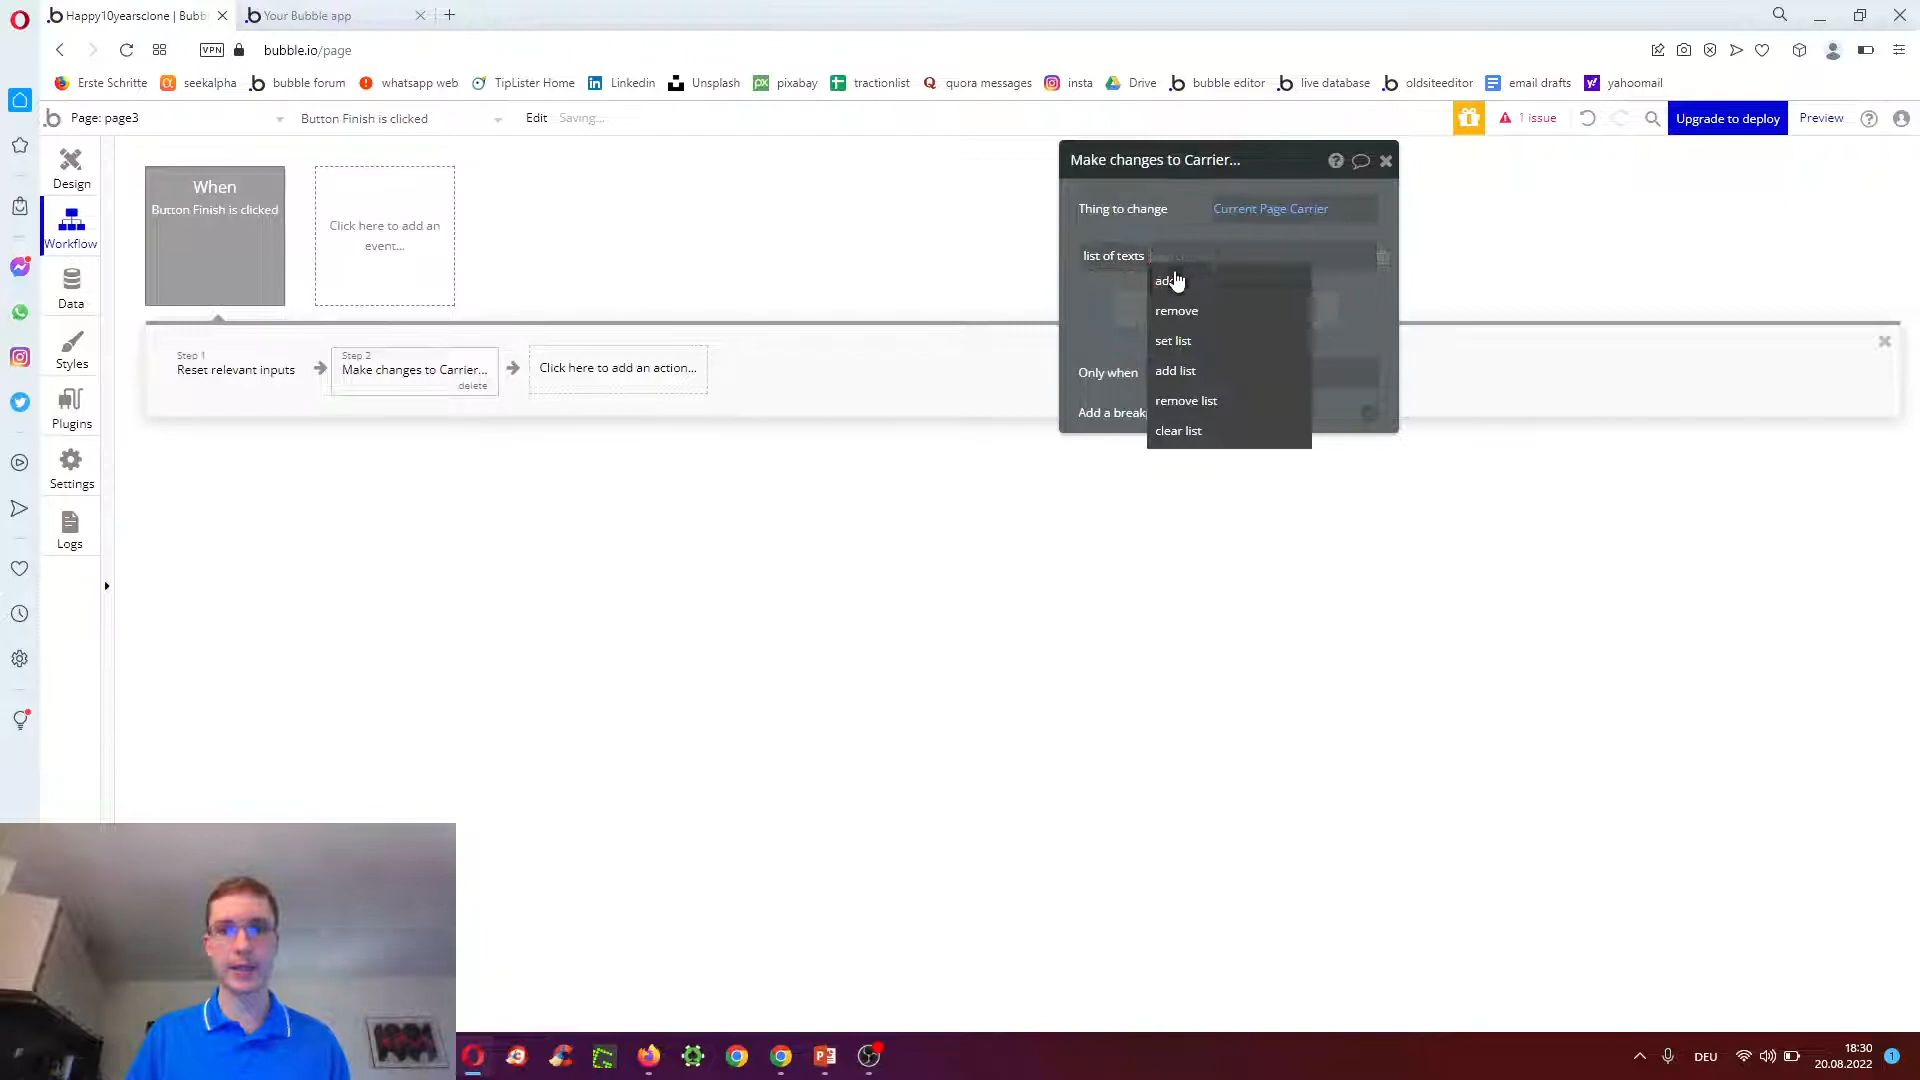 Happy10yearsclone | Bubb
Your Bubble app
VPN
bubble.io/page
Erste Schritte
seekalpha
bubble forum
whatsapp web
TipLister Home
Linkedin
Unsplash
pixabay
tractionlist
quora messages
insta
Drive
bubble editor
live database
oldsiteeditor
email drafts
yahoomail
Page: page3
Button Finish is clicked
Edit
Saving...
1 issue
Upgrade to deploy
Preview
Design
Workflow
Data
Styles
Plugins
Settings
Logs
When
Button Finish is clicked
Click here to add an
event...
Step 1
Reset relevant inputs
Step 2
Make changes to Carrier...
delete
Click here to add an action...
Make changes to Carrier...
Thing to change
Current Page Carrier
list of texts
add
remove
set list
add list
remove list
clear list
Only when
Add a break
DEU
18:30
20.08.2022
1